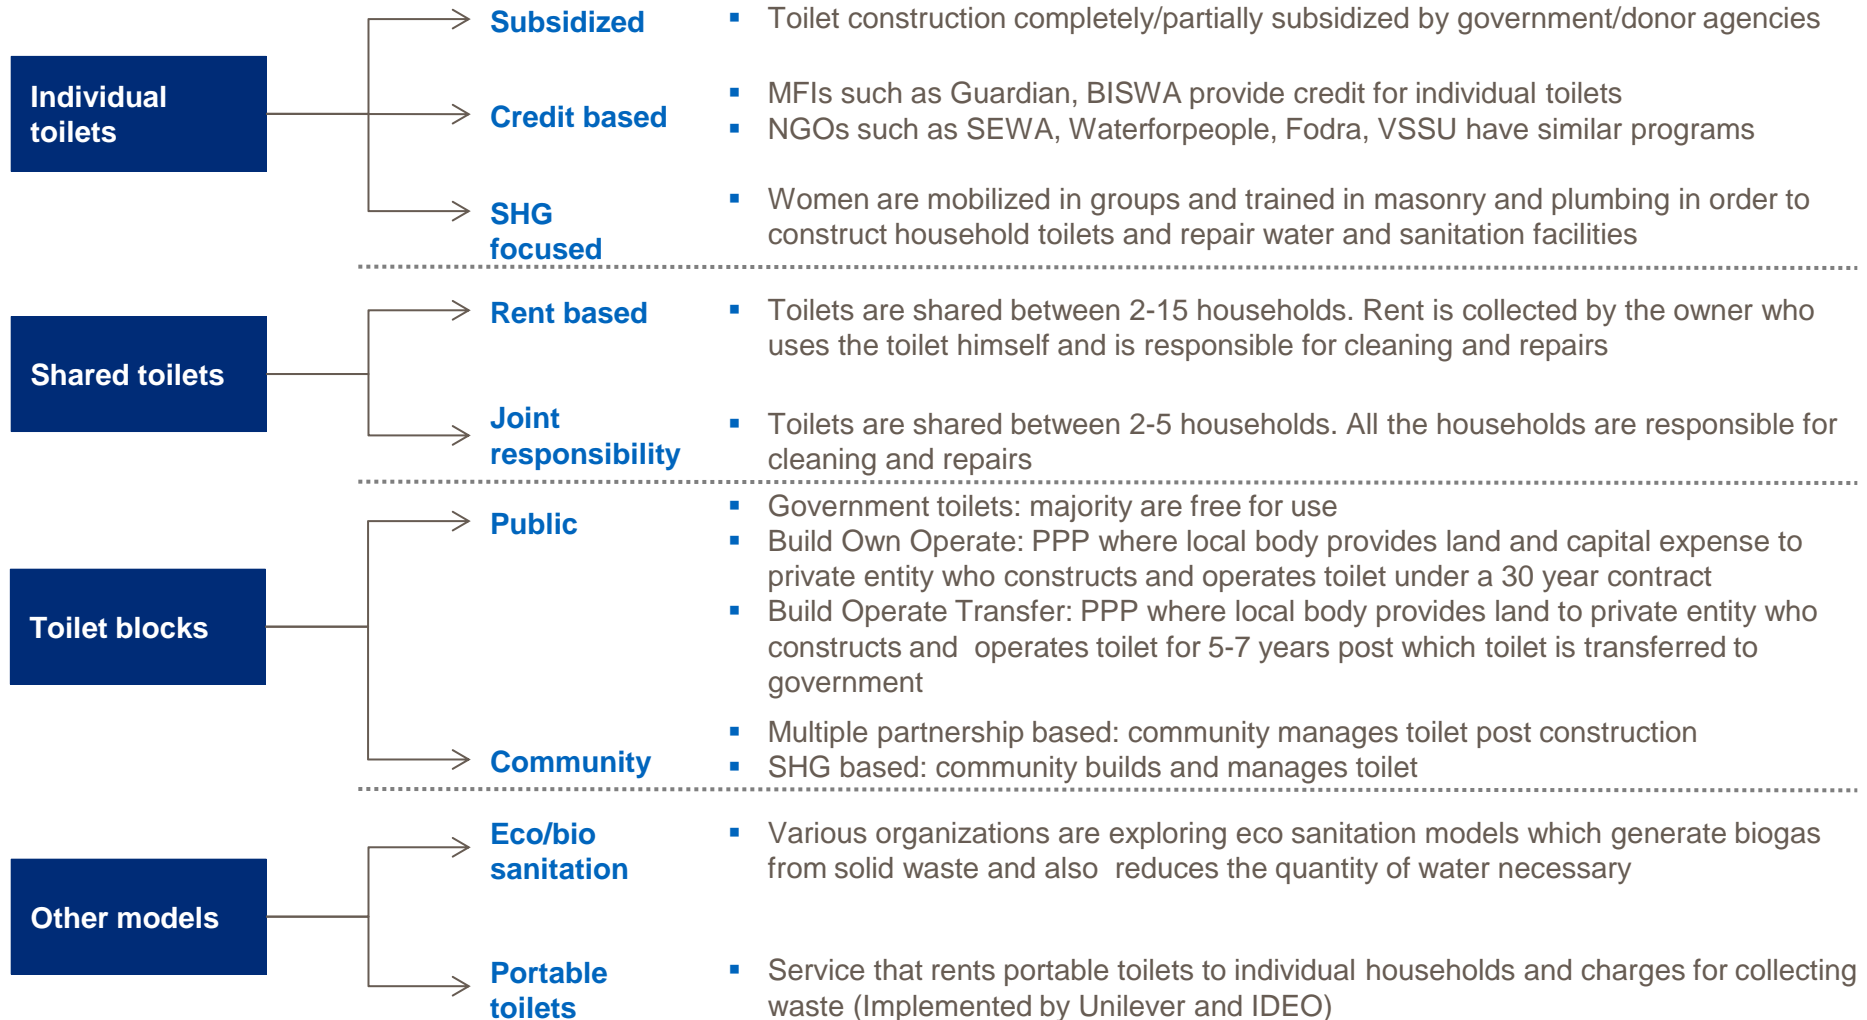 Individual
toilets
Subsidized
▪ Toilet construction completely/partially subsidized by government/donor agencies
Credit based
▪ MFIs such as Guardian, BISWA provide credit for individual toilets
▪ NGOs such as SEWA, Waterforpeople, Fodra, VSSU have similar programs
SHG
focused
▪ Women are mobilized in groups and trained in masonry and plumbing in order to
construct household toilets and repair water and sanitation facilities
Shared toilets
Rent based
▪ Toilets are shared between 2-15 households. Rent is collected by the owner who
uses the toilet himself and is responsible for cleaning and repairs
Joint
responsibility
▪ Toilets are shared between 2-5 households. All the households are responsible for
cleaning and repairs
Toilet blocks
Public
▪ Government toilets: majority are free for use
▪ Build Own Operate: PPP where local body provides land and capital expense to
private entity who constructs and operates toilet under a 30 year contract
▪ Build Operate Transfer: PPP where local body provides land to private entity who
constructs and  operates toilet for 5-7 years post which toilet is transferred to
government
Community
▪ Multiple partnership based: community manages toilet post construction
▪ SHG based: community builds and manages toilet
Other models
Eco/bio
sanitation
▪ Various organizations are exploring eco sanitation models which generate biogas
from solid waste and also  reduces the quantity of water necessary
Portable
toilets
▪ Service that rents portable toilets to individual households and charges for collecting
waste (Implemented by Unilever and IDEO)